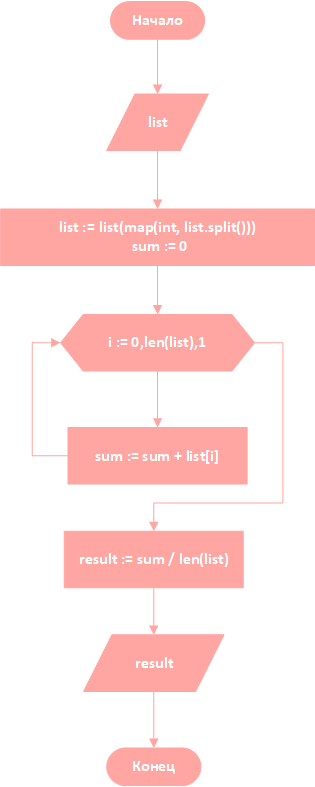 Начало
list
list := list(map(int, list.split()))
sum := 0
i := 0,len(list),1
sum := sum + list[i]
result := sum / len(list)
result
Конец